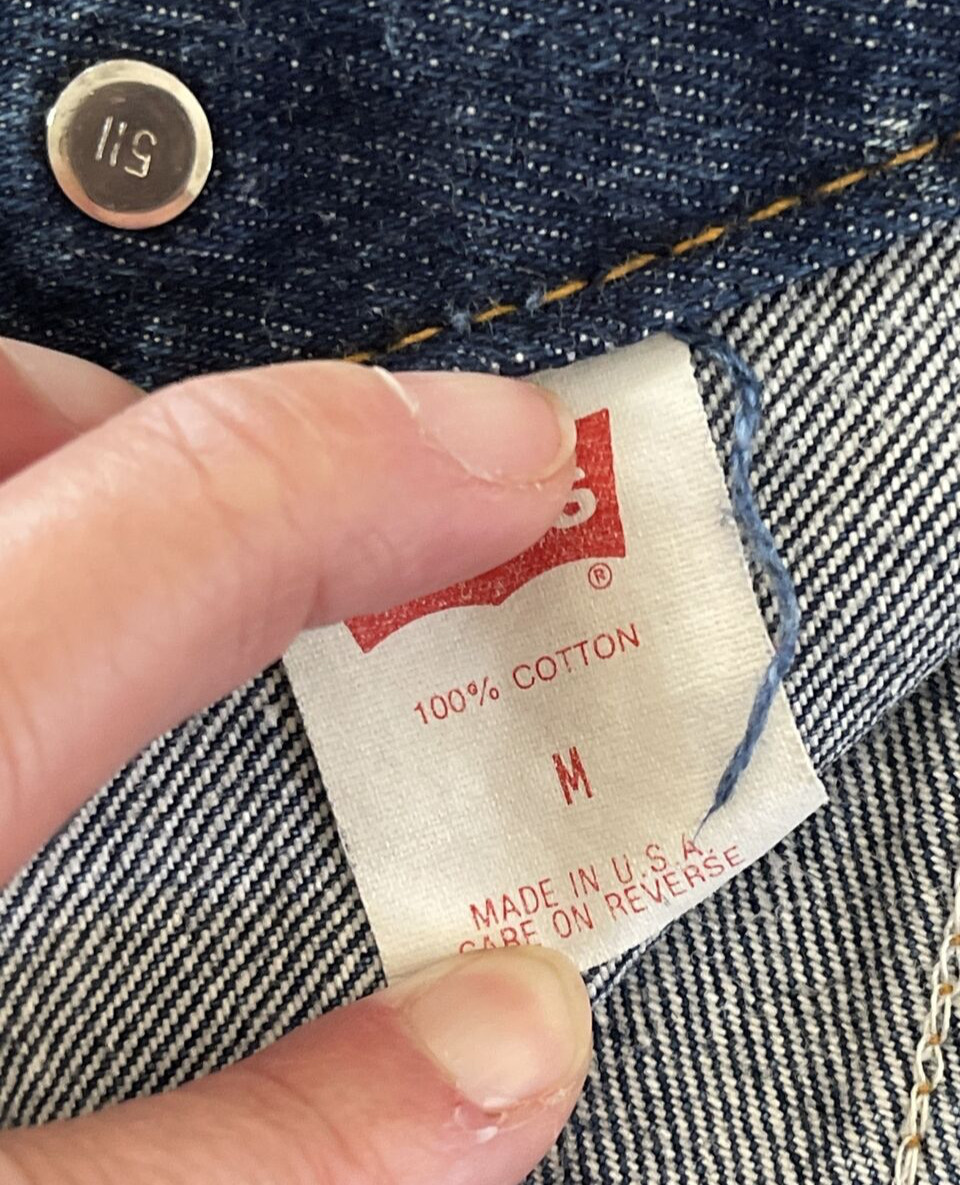 511
S
®
100% COTTON
M
MADE IN U.S.A.
CARE ON REVERSE